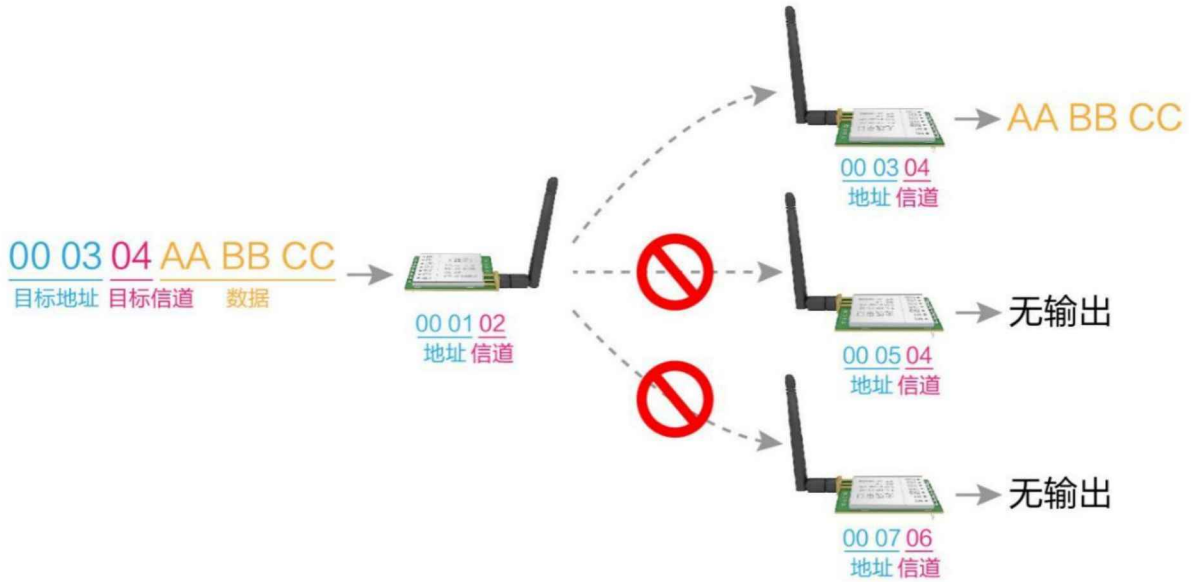 AA BB CC
00 03 04
地址 信道
00 03 04 AA BB CC
目标地址 目标信道 数据
00 01 02
地址 信道
无输出
00 05 04
地址 信道
无输出
00 07 06
地址 信道